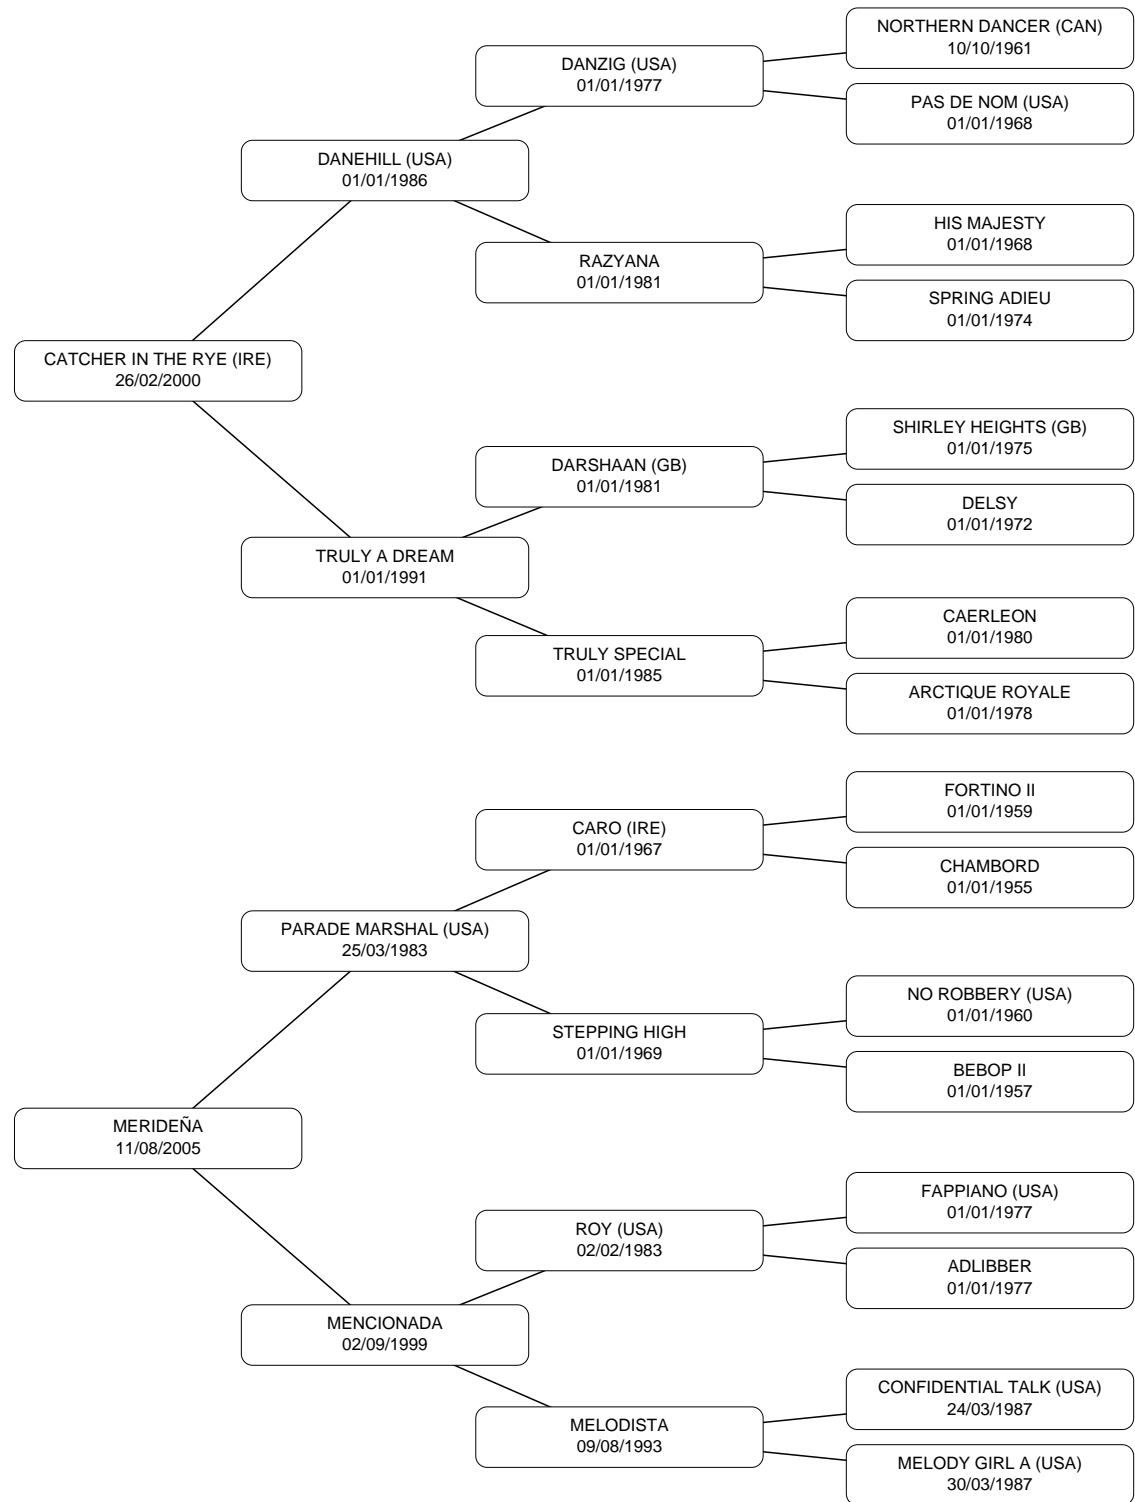 NORTHERN DANCER (CAN)
10/10/1961
DANZIG (USA)
01/01/1977
PAS DE NOM (USA)
01/01/1968
DANEHILL (USA)
01/01/1986
HIS MAJESTY
01/01/1968
RAZYANA
01/01/1981
SPRING ADIEU
01/01/1974
CATCHER IN THE RYE (IRE)
26/02/2000
SHIRLEY HEIGHTS (GB)
01/01/1975
DARSHAAN (GB)
01/01/1981
DELSY
01/01/1972
TRULY A DREAM
01/01/1991
CAERLEON
01/01/1980
TRULY SPECIAL
01/01/1985
ARCTIQUE ROYALE
01/01/1978
FORTINO II
01/01/1959
CARO (IRE)
01/01/1967
CHAMBORD
01/01/1955
PARADE MARSHAL (USA)
25/03/1983
NO ROBBERY (USA)
01/01/1960
STEPPING HIGH
01/01/1969
BEBOP II
01/01/1957
MERIDEÑA
11/08/2005
FAPPIANO (USA)
01/01/1977
ROY (USA)
02/02/1983
ADLIBBER
01/01/1977
MENCIONADA
02/09/1999
CONFIDENTIAL TALK (USA)
24/03/1987
MELODISTA
09/08/1993
MELODY GIRL A (USA)
30/03/1987